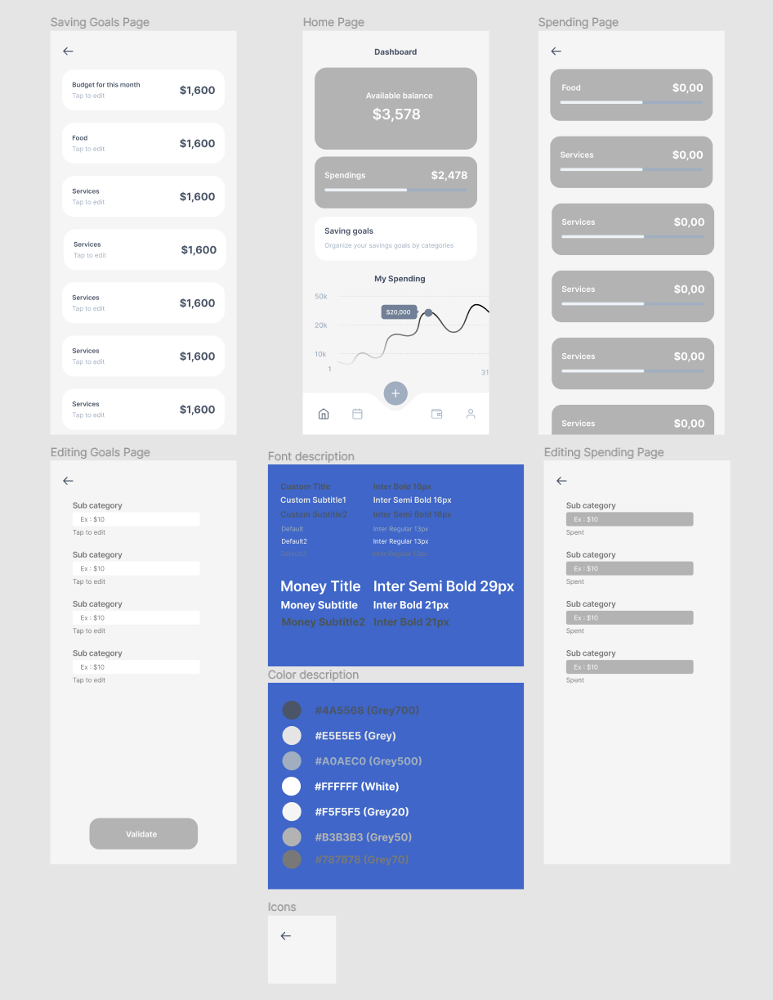 Saving Goals Page
Budget for this month
$1,600
Tap to edit
Food
$1,600
Tap to edit
Services
$1,600
Tap to edit
Services
$1,600
Tap to edit
Services
$1,600
Tap to edit
Services
$1,600
Tap to edit
Services
$1,600
Tap to edit
Home Page
Dashboard
Available balance
$3,578
Spendings
$2,478
Saving goals
Organize your savings goals by categories
My Spending
50k
$20,000
20k
10k
1
31
Spending Page
Food
$0,00
Services
$0,00
Services
$0,00
Services
$0,00
Services
$0,00
Services
$0,00
Editing Goals Page
Sub category
Ex : $10
Tap to edit
Sub category
Ex : $10
Tap to edit
Sub category
Ex : $10
Tap to edit
Sub category
Ex : $10
Tap to edit
Validate
Font description
Custom Title Inter Bold 16px
Custom Subtitle1 Inter Semi Bold 16px
Custom Subtitle2 Inter Semi Bold 16px
Default Inter Regular 13px
Default2 Inter Regular 13px
Default3 Inter Regular 13px
Money Title Inter Semi Bold 29px
Money Subtitle Inter Bold 21px
Money Subtitle2 Inter Bold 21px
Color description
#4A5568 (Grey700)
#E5E5E5 (Grey)
#A0AEC0 (Grey500)
#FFFFFF (White)
#F5F5F5 (Grey20)
#B3B3B3 (Grey50)
#787878 (Grey70)
Icons
Editing Spending Page
Sub category
Ex : $10
Spent
Sub category
Ex : $10
Spent
Sub category
Ex : $10
Spent
Sub category
Ex : $10
Spent